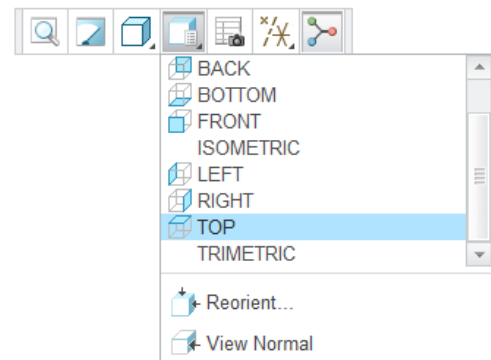 BACK
BOTTOM
FRONT
ISOMETRIC
LEFT
RIGHT
TOP
TRIMETRIC
Reorient...
View Normal